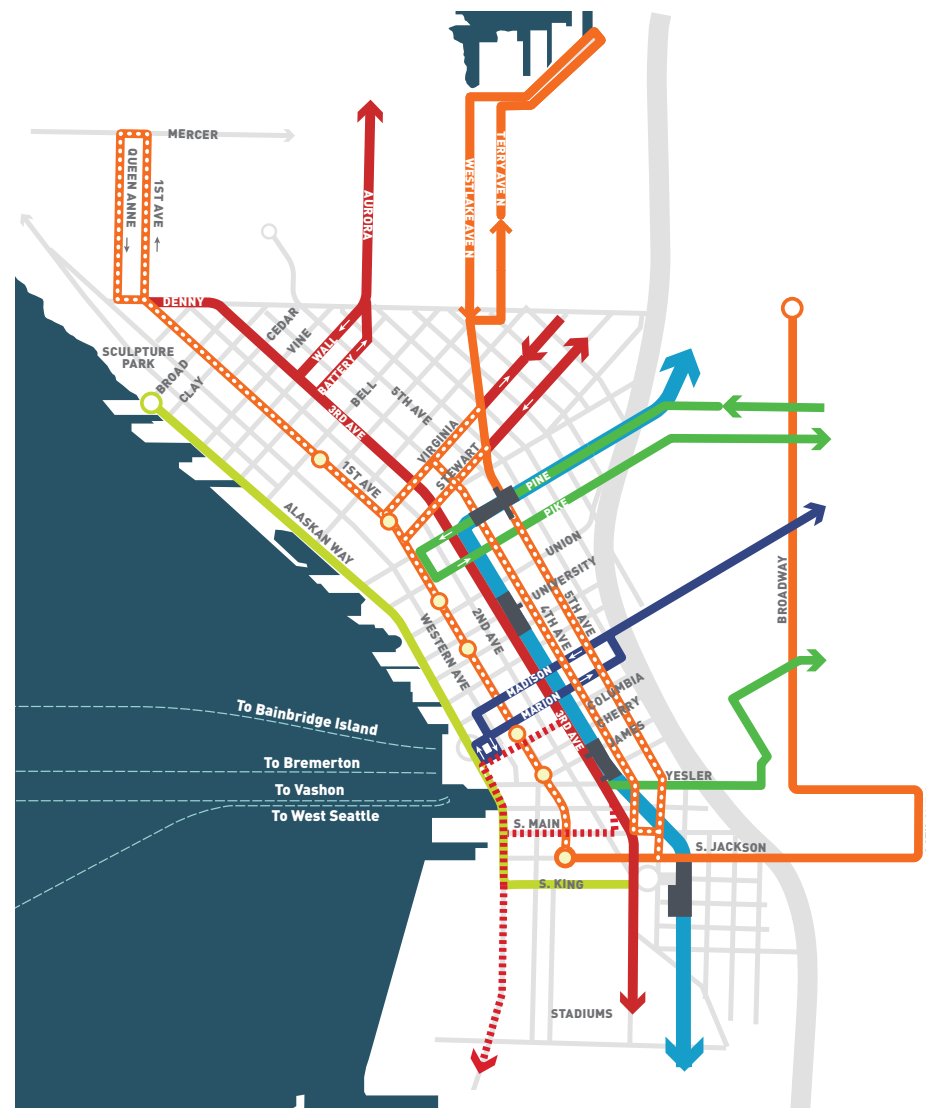 MERCER
QUEEN ANNE
1ST AVE
AURORA
WESTLAKE AVE N
TERRY AVE N
DENNY
CEDAR
VINE
WALL
BATTERY
SCULPTURE
PARK
BROAD
CLAY
BELL
5TH AVE
3RD AVE
VIRGINIA
STEWART
1ST AVE
PINE
PIKE
ALASKAN WAY
UNION
UNIVERSITY
5TH AVE
4TH AVE
2ND AVE
WESTERN AVE
BROADWAY
MADISON
MARION
COLUMBIA
CHERRY
JAMES
3RD AVE
To Bainbridge Island
To Bremerton
To Vashon
To West Seattle
YESLER
S. MAIN
S. JACKSON
S. KING
STADIUMS